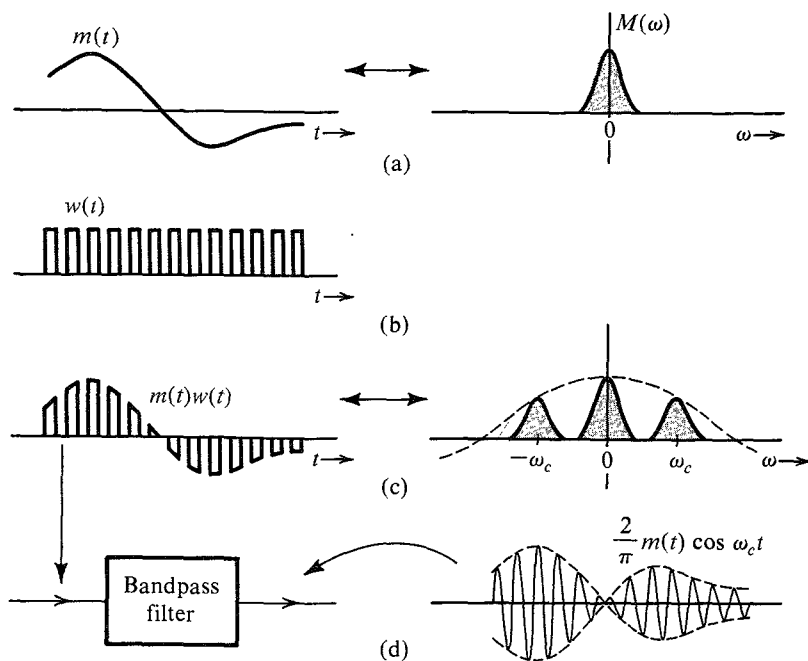 m(t)
M(ω)
t→
0
ω→
(a)
w(t)
t→
(b)
m(t)w(t)
t→
−ω_c
0
ω_c
ω→
(c)
Bandpass
filter
2/π m(t) cos ω_c t
(d)